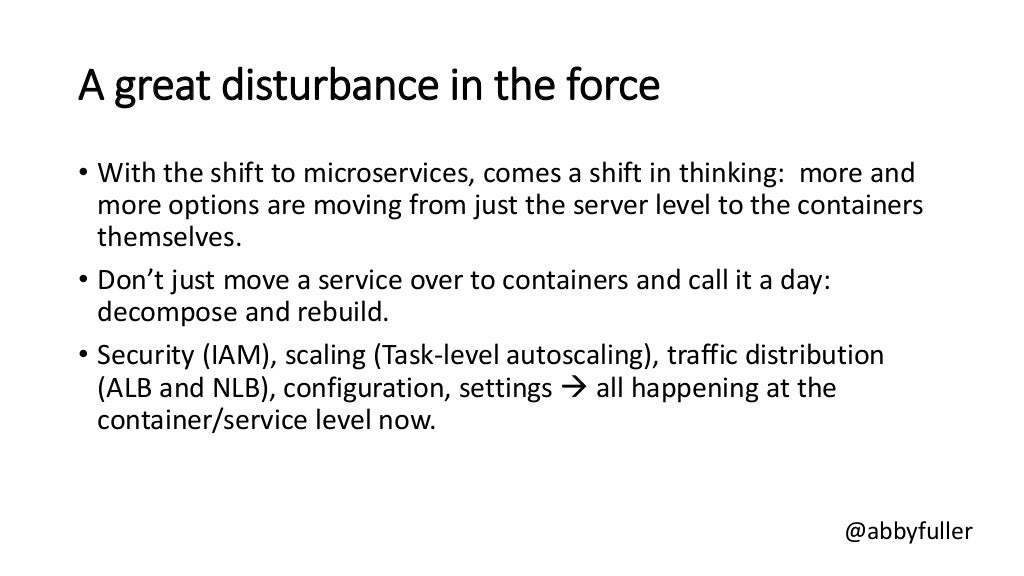 A great disturbance in the force
• With the shift to microservices, comes a shift in thinking:  more and
more options are moving from just the server level to the containers
themselves.
• Don’t just move a service over to containers and call it a day:
decompose and rebuild.
• Security (IAM), scaling (Task-level autoscaling), traffic distribution
(ALB and NLB), configuration, settings → all happening at the
container/service level now.
@abbyfuller